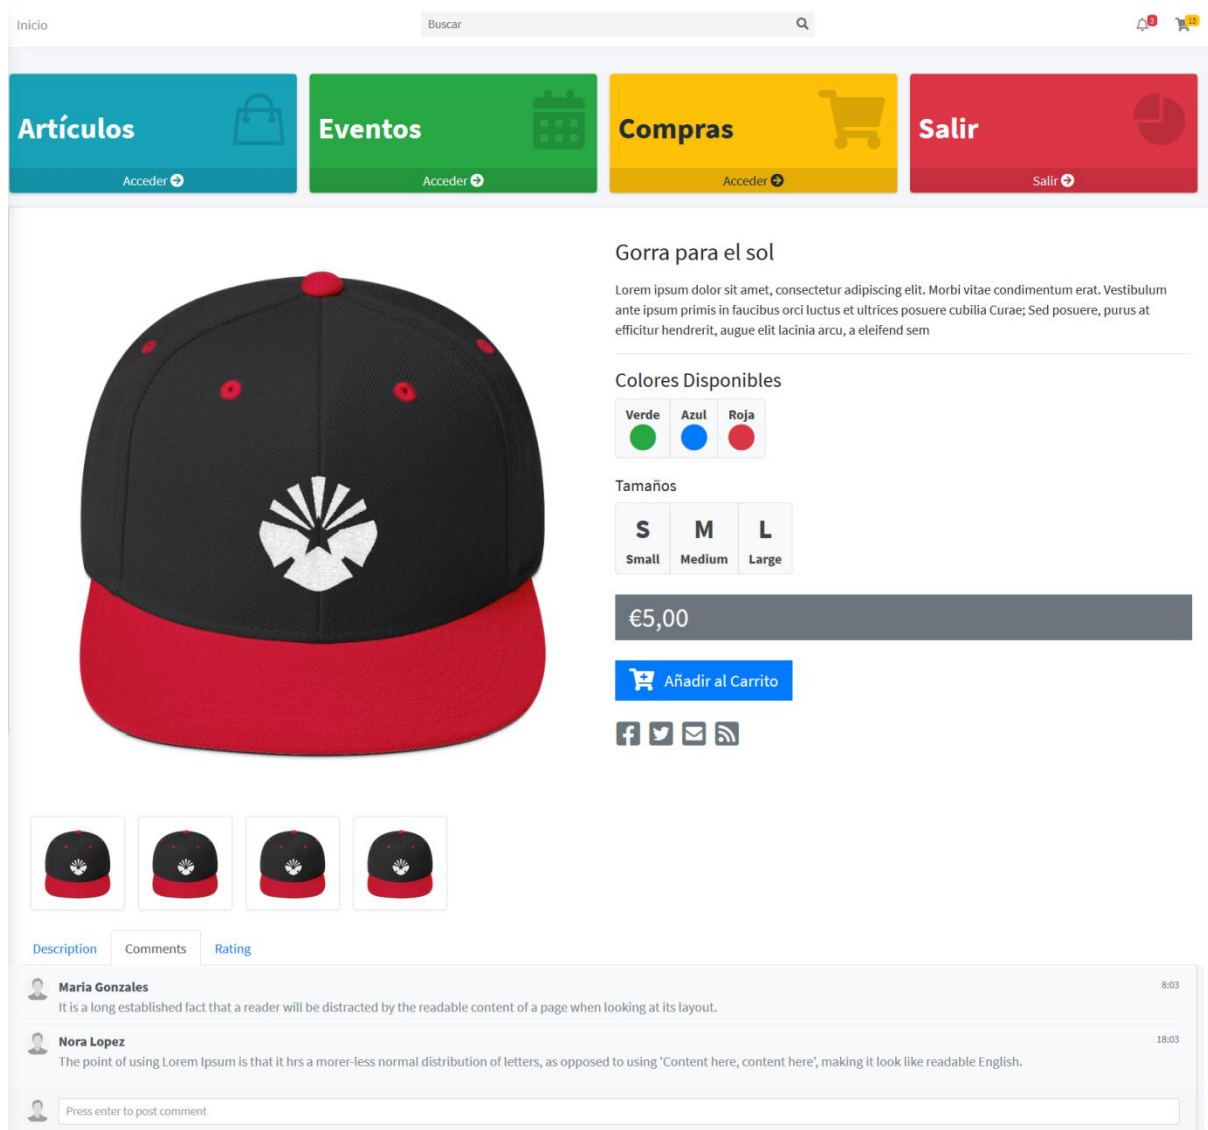 Inicio
Buscar
3
15
Artículos
Acceder
Eventos
Acceder
Compras
Acceder
Salir
Salir
Gorra para el sol
Lorem ipsum dolor sit amet, consectetur adipiscing elit. Morbi vitae condimentum erat. Vestibulum
ante ipsum primis in faucibus orci luctus et ultrices posuere cubilia Curae; Sed posuere, purus at
efficitur hendrerit, augue elit lacinia arcu, a eleifend sem
Colores Disponibles
Verde Azul Roja
Tamaños
S M L
Small Medium Large
€5,00
Añadir al Carrito
Description Comments Rating
Maria Gonzales 8:03
It is a long established fact that a reader will be distracted by the readable content of a page when looking at its layout.
Nora Lopez 18:03
The point of using Lorem Ipsum is that it hrs a morer-less normal distribution of letters, as opposed to using 'Content here, content here', making it look like readable English.
Press enter to post comment